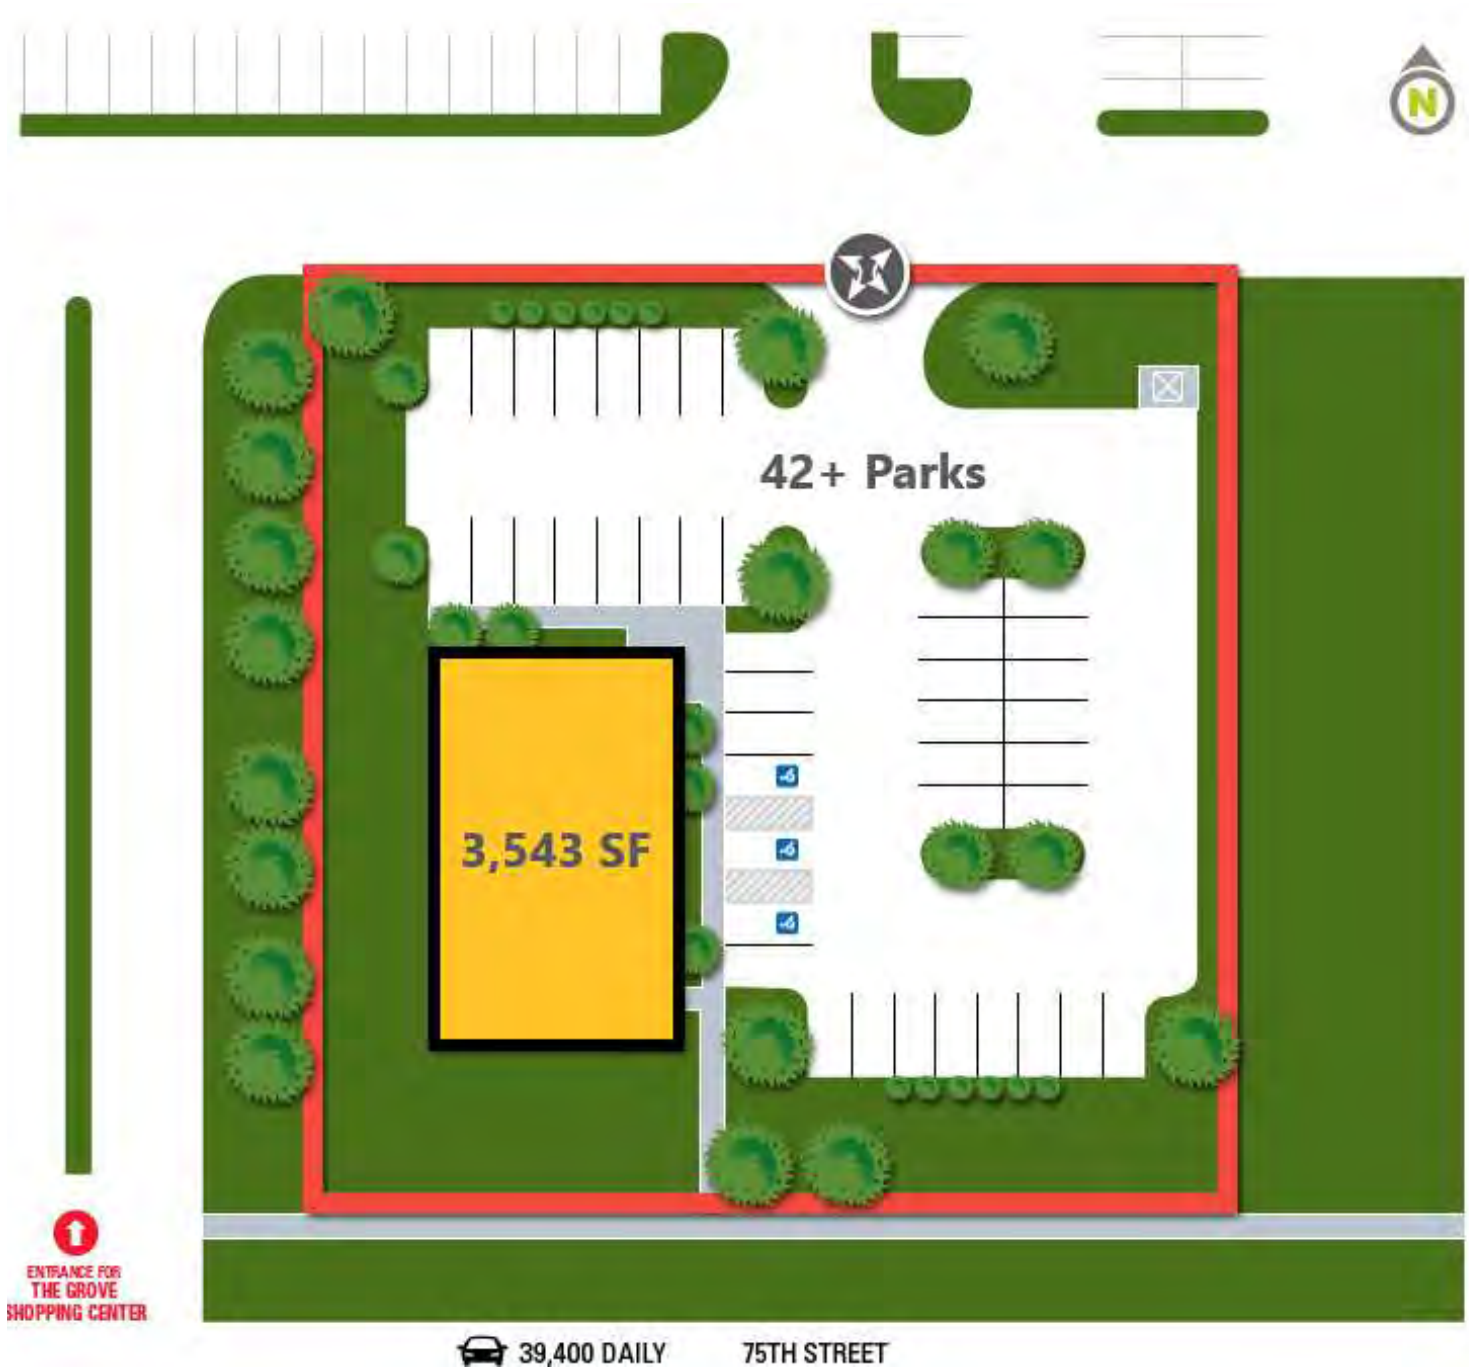 N
42+ Parks
3,543 SF
ENTRANCE FOR
THE GROVE
SHOPPING CENTER
39,400 DAILY 75TH STREET